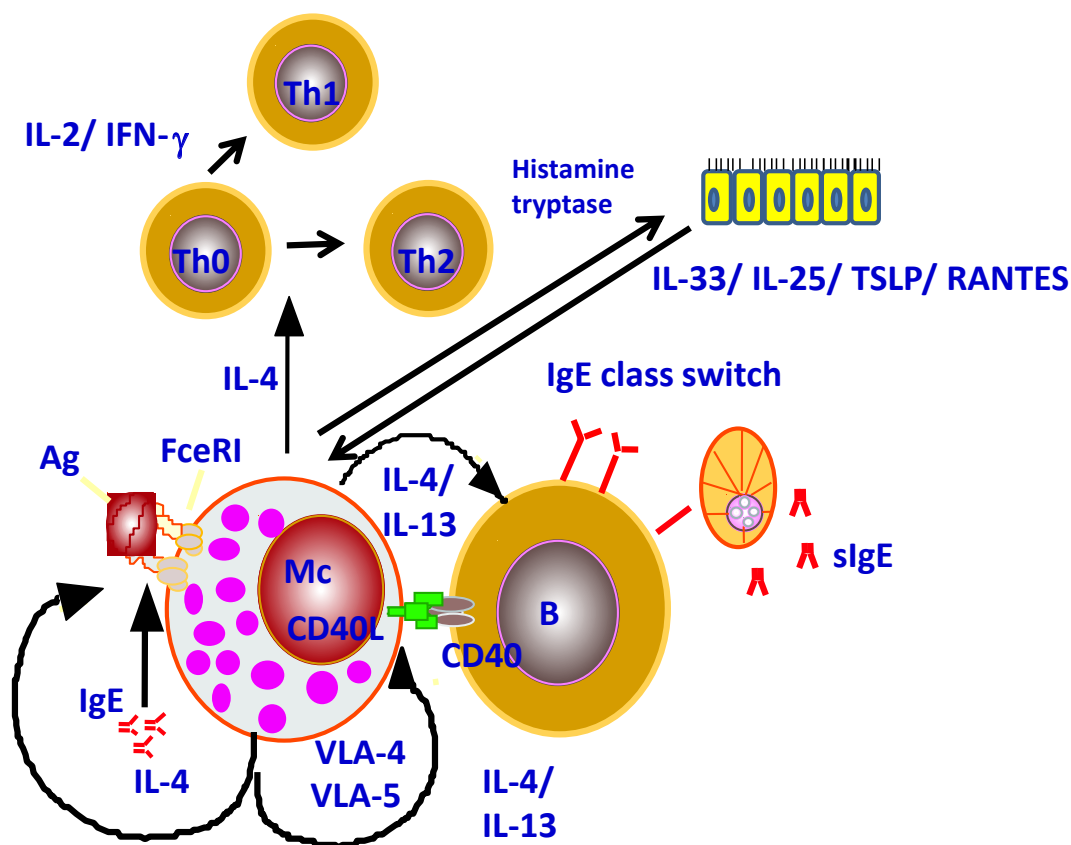 Th1
IL-2/ IFN-γ
Histamine
tryptase
Th0
Th2
IL-33/ IL-25/ TSLP/ RANTES
IL-4
IgE class switch
Ag
FceRI
IL-4/
IL-13
Mc
CD40L
B
CD40
sIgE
IgE
IL-4
VLA-4
VLA-5
IL-4/
IL-13